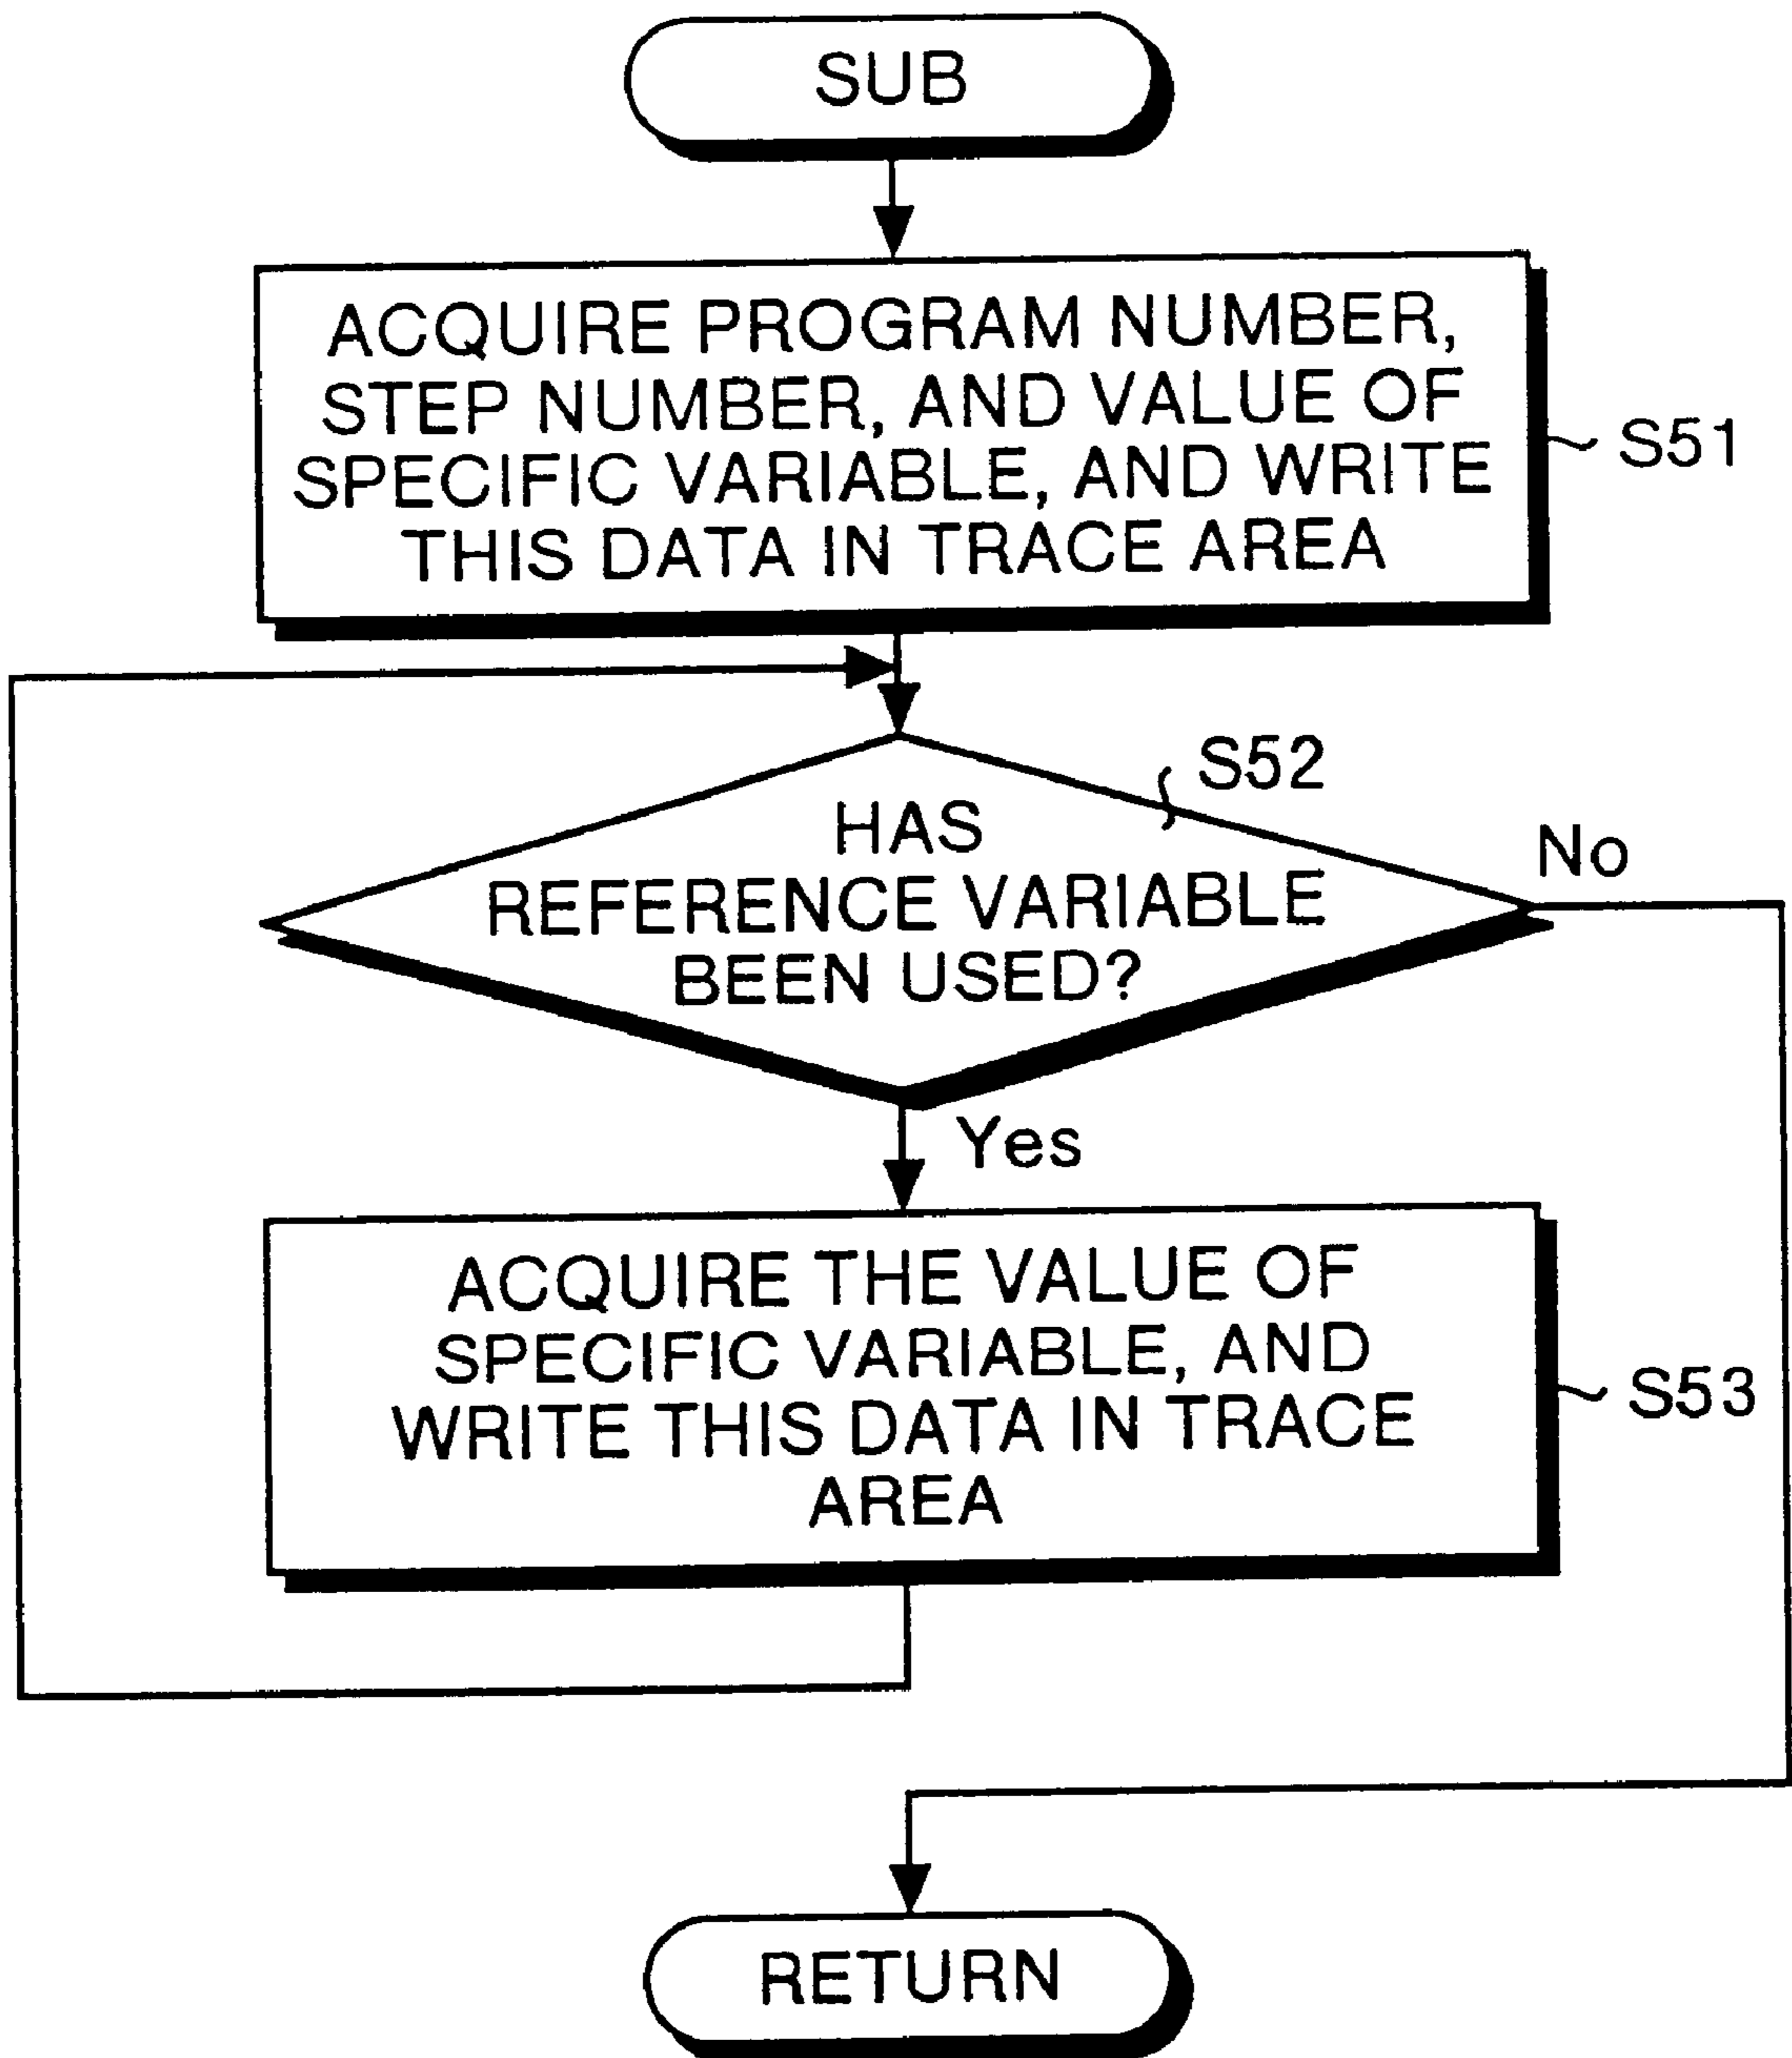 SUB
ACQUIRE PROGRAM NUMBER,
STEP NUMBER, AND VALUE OF
SPECIFIC VARIABLE, AND WRITE
THIS DATA IN TRACE AREA
S51
S52
HAS
REFERENCE VARIABLE
BEEN USED?
No
Yes
ACQUIRE THE VALUE OF
SPECIFIC VARIABLE, AND
WRITE THIS DATA IN TRACE
AREA
S53
RETURN